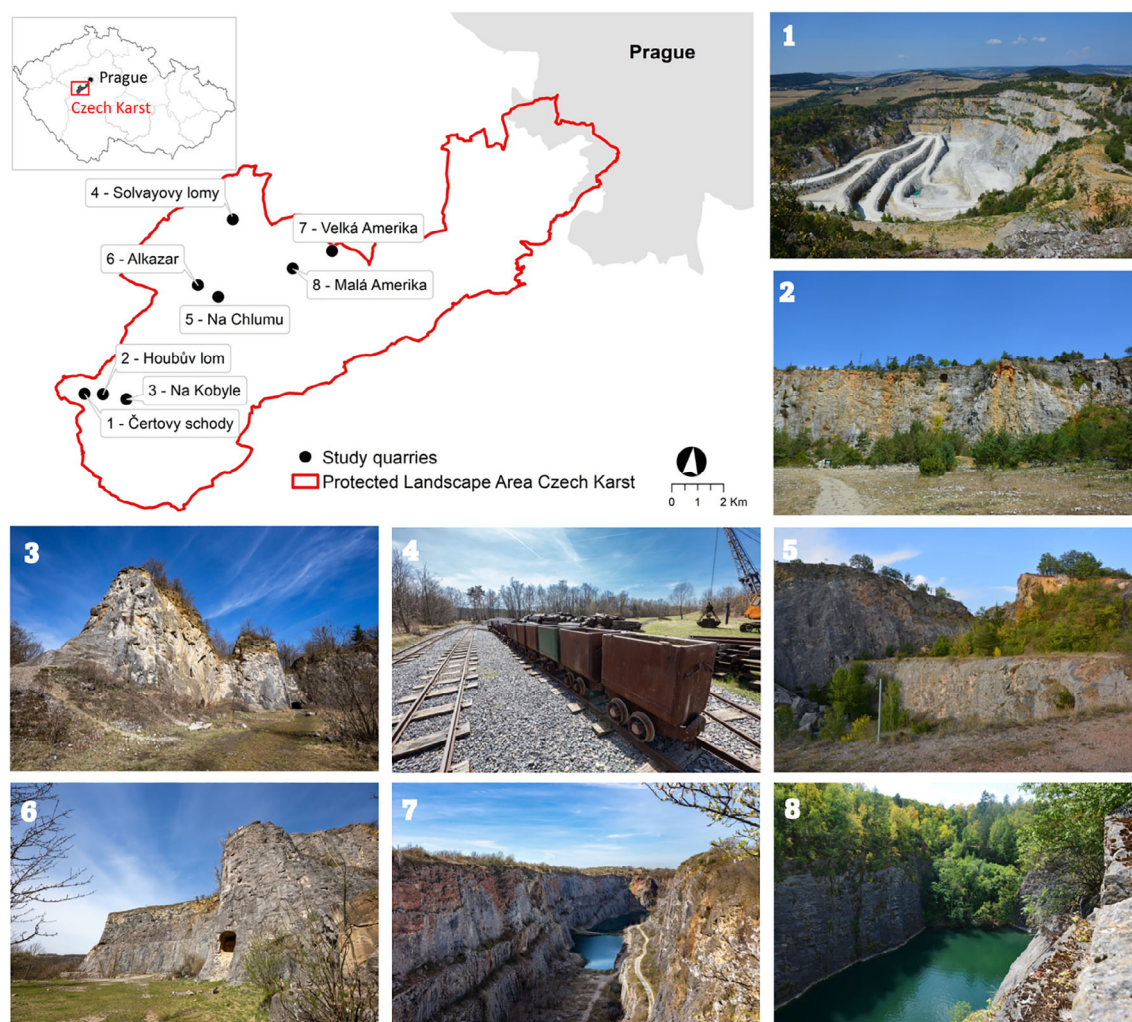 Prague
Czech Karst
Prague
4 - Solvayovy lomy
7 - Velká Amerika
6 - Alkazar
8 - Malá Amerika
5 - Na Chlumu
2 - Houbův lom
3 - Na Kobyle
1 - Čertovy schody
Study quarries
Protected Landscape Area Czech Karst
0 1 2 Km
1
2
3
4
5
6
7
8